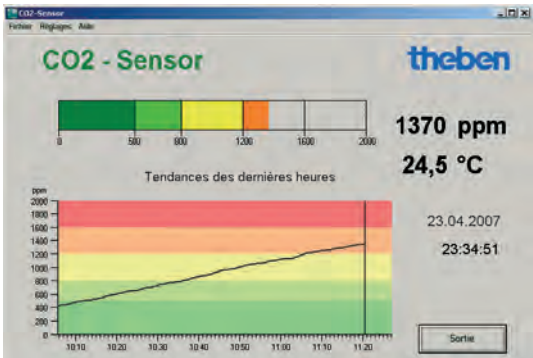 CO2-Sensor
Fichier Réglages Aide
CO2 - Sensor
theben
0 500 800 1200 1600 2000
1370 ppm
24,5 °C
Tendances des dernières heures
ppm
2000
1800
1600
1400
1200
1000
800
600
400
200
0
10:10 10:20 10:30 10:40 10:50 11:00 11:10 11:20
23.04.2007
23:34:51
Sortie